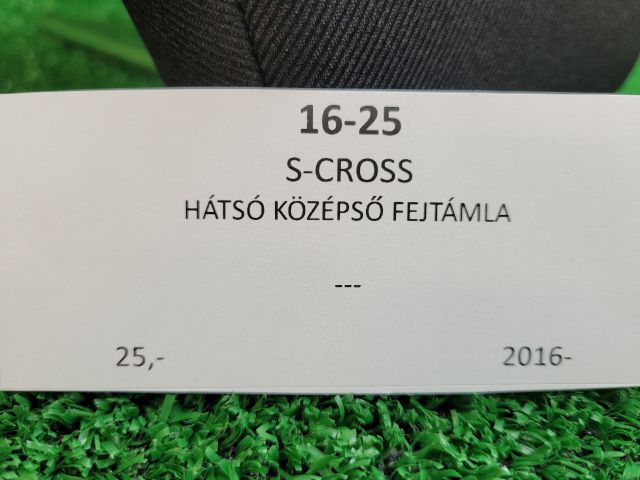 16-25
S-CROSS
HÁTSÓ KÖZÉPSŐ FEJTÁMLA
---
25,- 2016-